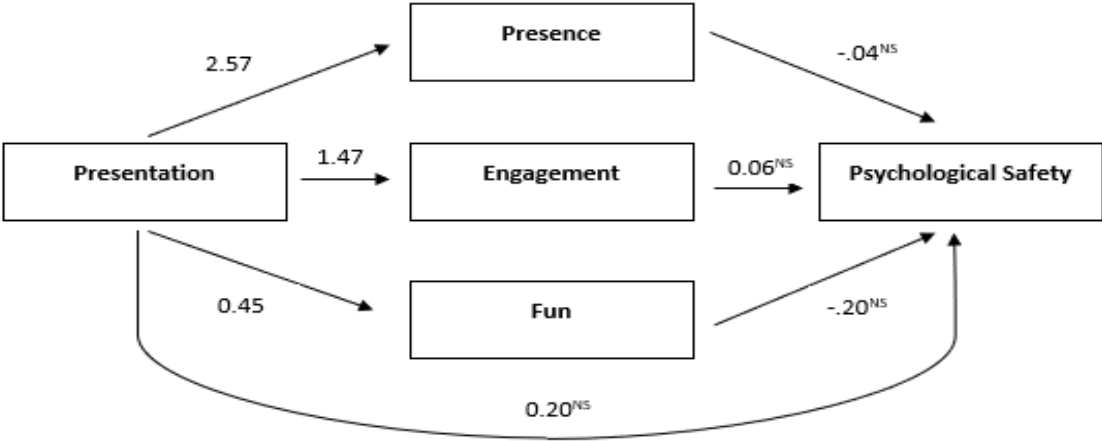 Presence
-.04NS
2.57
Presentation
1.47
Engagement
0.06NS
Psychological Safety
0.45
Fun
-.20NS
0.20NS